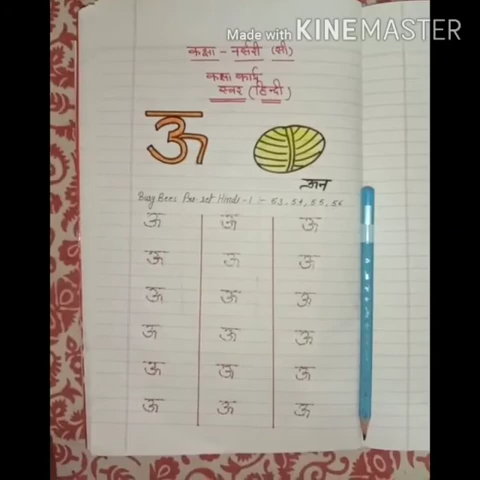 Made with KINEMASTER
कक्षा - नर्सरी (सी)
कक्षा कार्य
स्वर (हिन्दी)
ऊ
ऊन
Busy Bees Pre-set Hindi-1 :- 53, 54, 55, 56
ऊ ऊ ऊ
ऊ ऊ ऊ
ऊ ऊ ऊ
ऊ ऊ ऊ
ऊ ऊ ऊ
ऊ ऊ ऊ